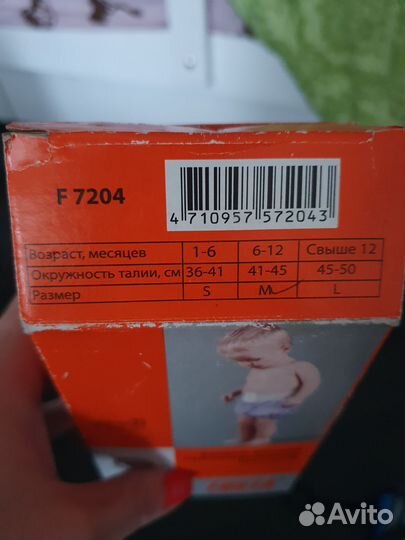 F 7204
4 710957 572043
Возраст, месяцев 1-6 6-12 Свыше 12
Окружность талии, см 36-41 41-45 45-50
Размер S M L
Avito